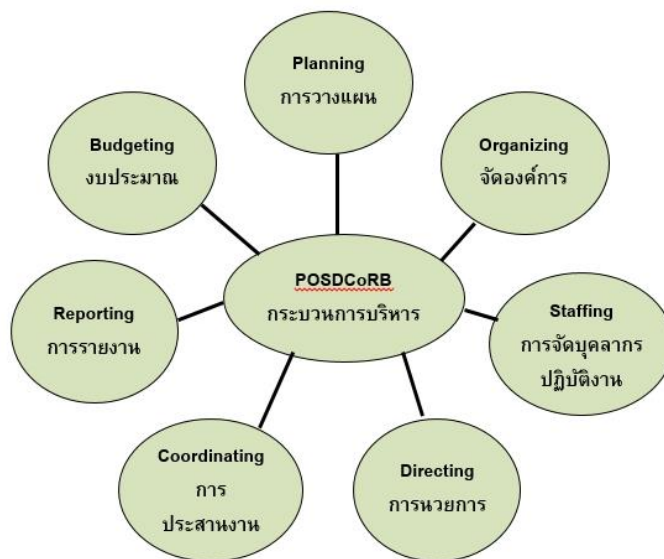 Planning
การวางแผน
Organizing
จัดองค์การ
Staffing
การจัดบุคลากร
ปฏิบัติงาน
Directing
การนวยการ
Coordinating
การ
ประสานงาน
Reporting
การรายงาน
Budgeting
งบประมาณ
POSDCoRB
กระบวนการบริหาร